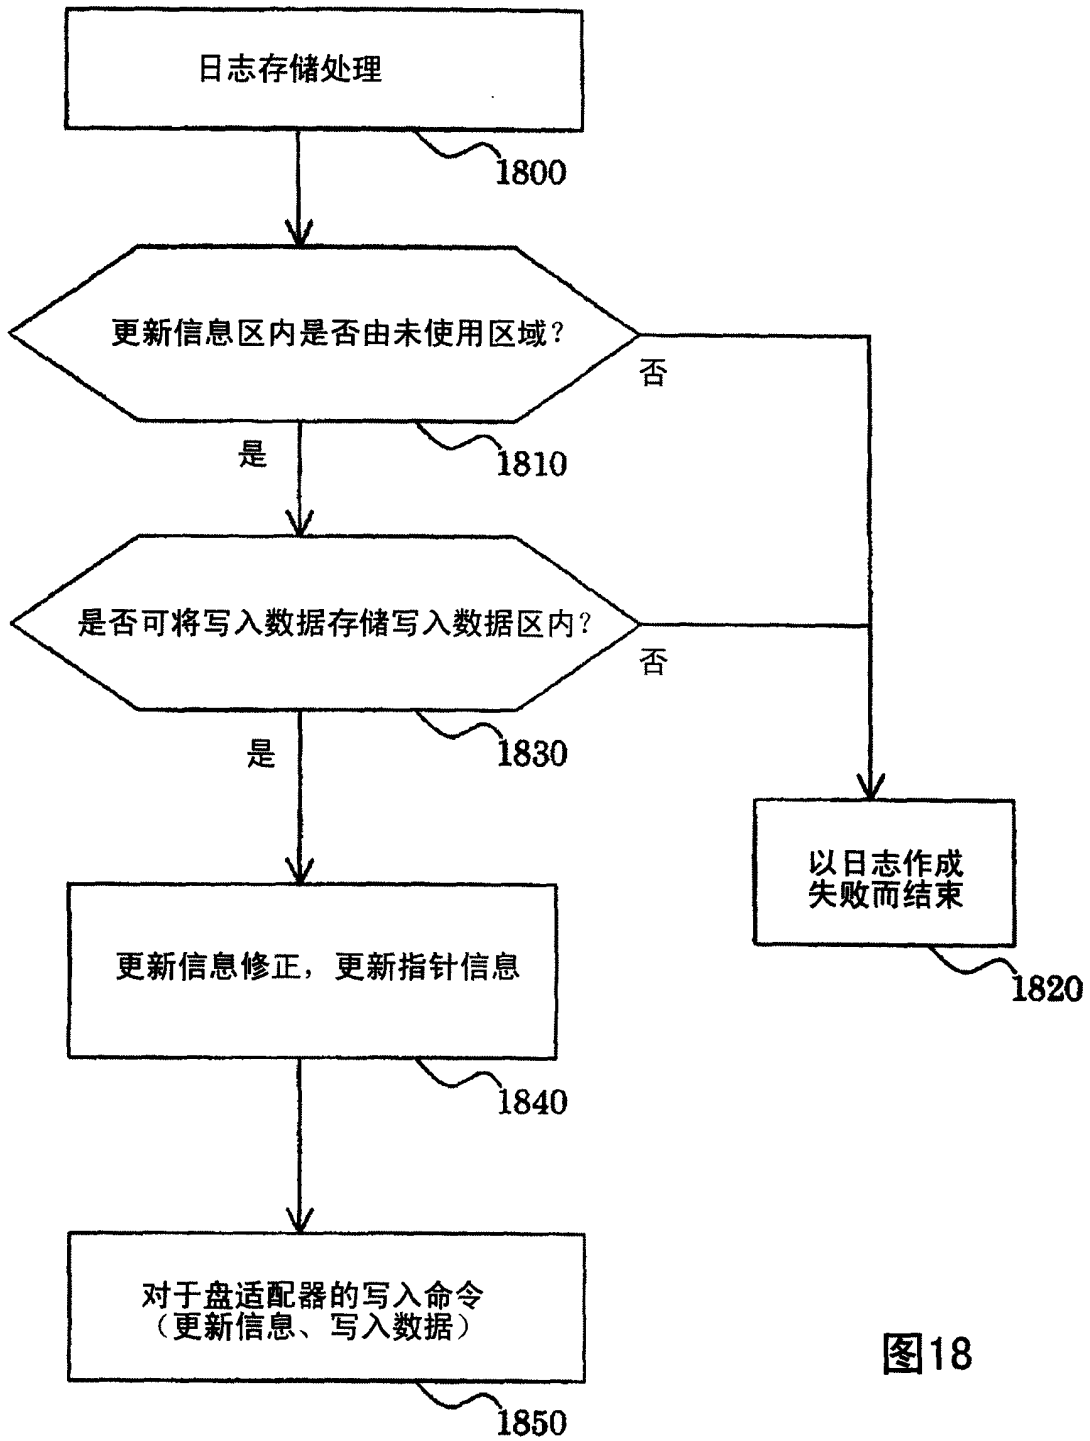 日志存储处理
1800
更新信息区内是否由未使用区域？
否
是
1810
是否可将写入数据存储写入数据区内？
否
是
1830
以日志作成
失败而结束
1820
更新信息修正，更新指针信息
1840
对于盘适配器的写入命令
（更新信息、写入数据）
1850
图18